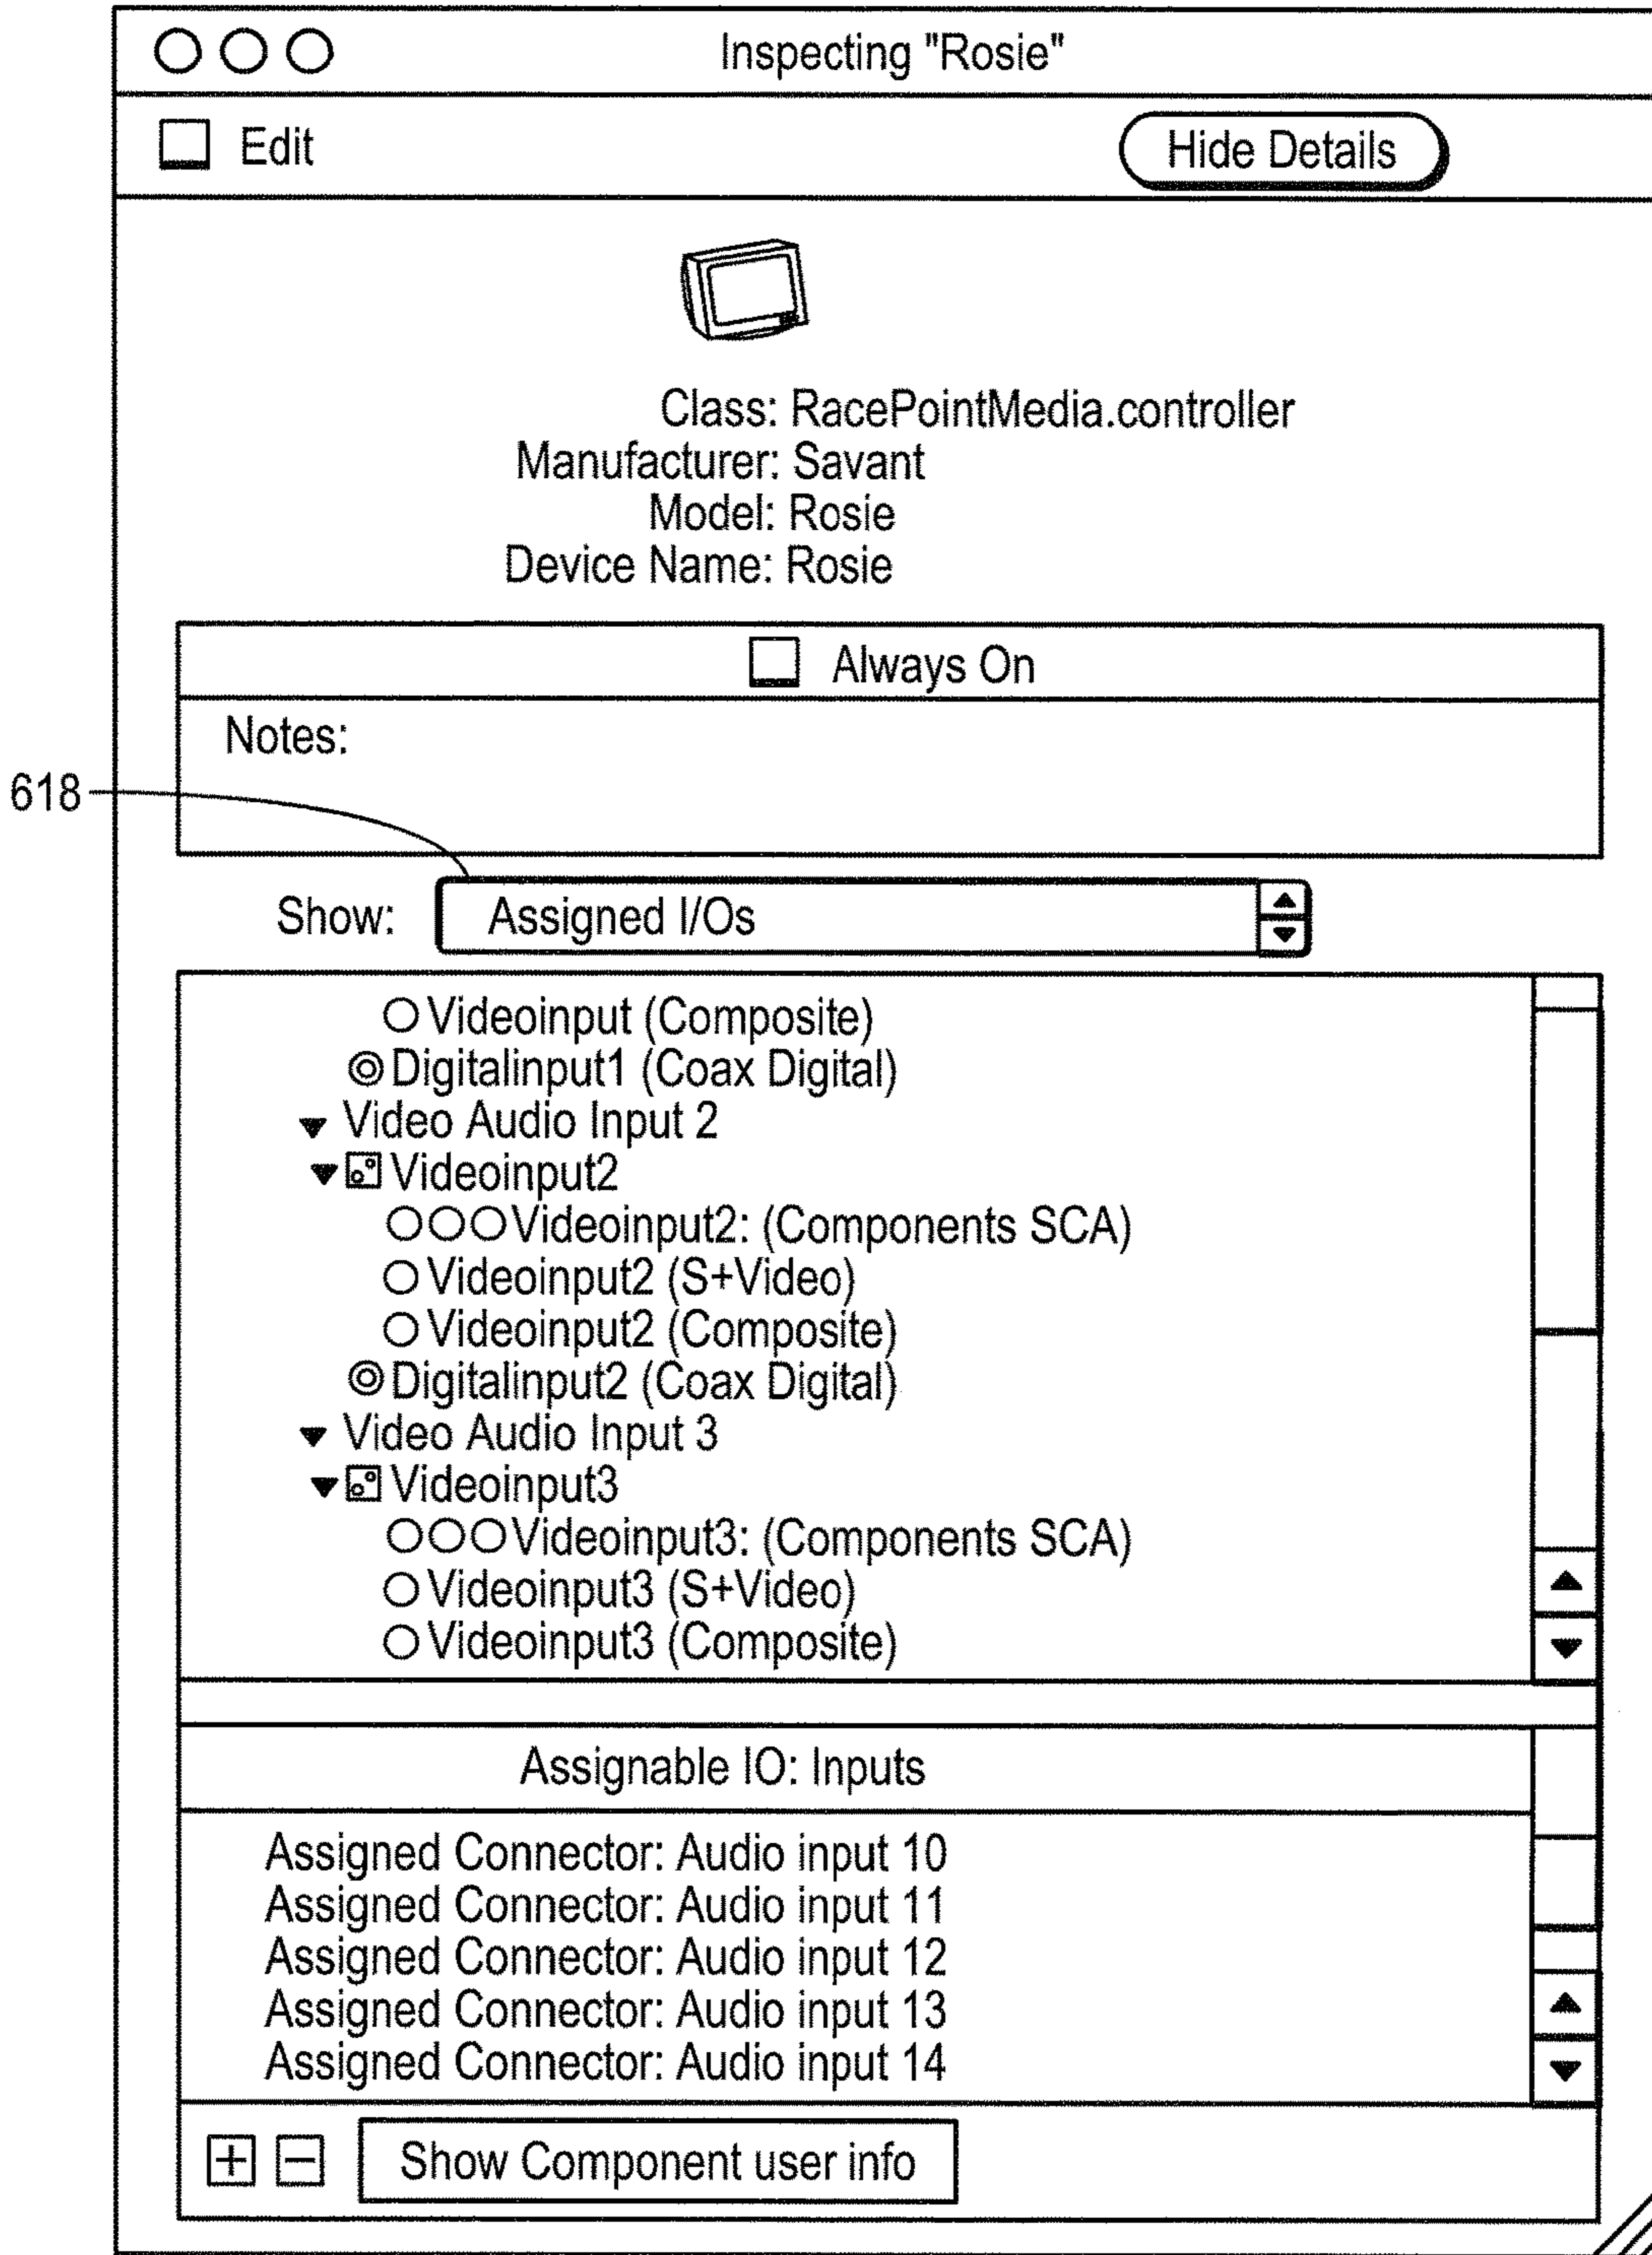 Inspecting "Rosie"
Edit
Hide Details
Class: RacePointMedia.controller
Manufacturer: Savant
Model: Rosie
Device Name: Rosie
Always On
Notes:
618
Show: Assigned I/Os
Videoinput (Composite)
Digitalinput1 (Coax Digital)
Video Audio Input 2
Videoinput2
Videoinput2: (Components SCA)
Videoinput2 (S+Video)
Videoinput2 (Composite)
Digitalinput2 (Coax Digital)
Video Audio Input 3
Videoinput3
Videoinput3: (Components SCA)
Videoinput3 (S+Video)
Videoinput3 (Composite)
Assignable IO: Inputs
Assigned Connector: Audio input 10
Assigned Connector: Audio input 11
Assigned Connector: Audio input 12
Assigned Connector: Audio input 13
Assigned Connector: Audio input 14
Show Component user info